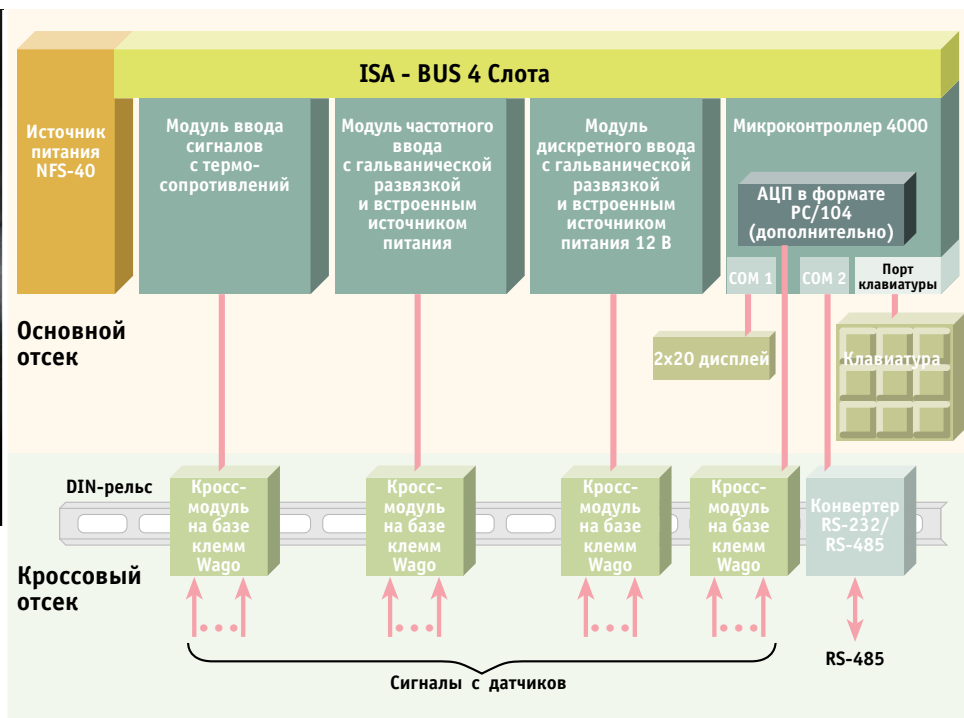 ISA - BUS 4 Слота
Источник
питания
NFS-40
Модуль ввода
сигналов
с термо-
сопротивлений
Модуль частотного
ввода
с гальванической
развязкой
и встроенным
источником
питания
Модуль
дискретного ввода
с гальванической
развязкой
и встроенным
источником
питания 12 В
Микроконтроллер 4000
АЦП в формате
PC/104
(дополнительно)
COM 1
COM 2
Порт
клавиатуры
Основной
отсек
2x20 дисплей
Клавиатура
DIN-рельс
Кросс-
модуль
на базе
клемм
Wago
Кросс-
модуль
на базе
клемм
Wago
Кросс-
модуль
на базе
клемм
Wago
Кросс-
модуль
на базе
клемм
Wago
Конвертер
RS-232/
RS-485
Кроссовый
отсек
RS-485
Сигналы с датчиков